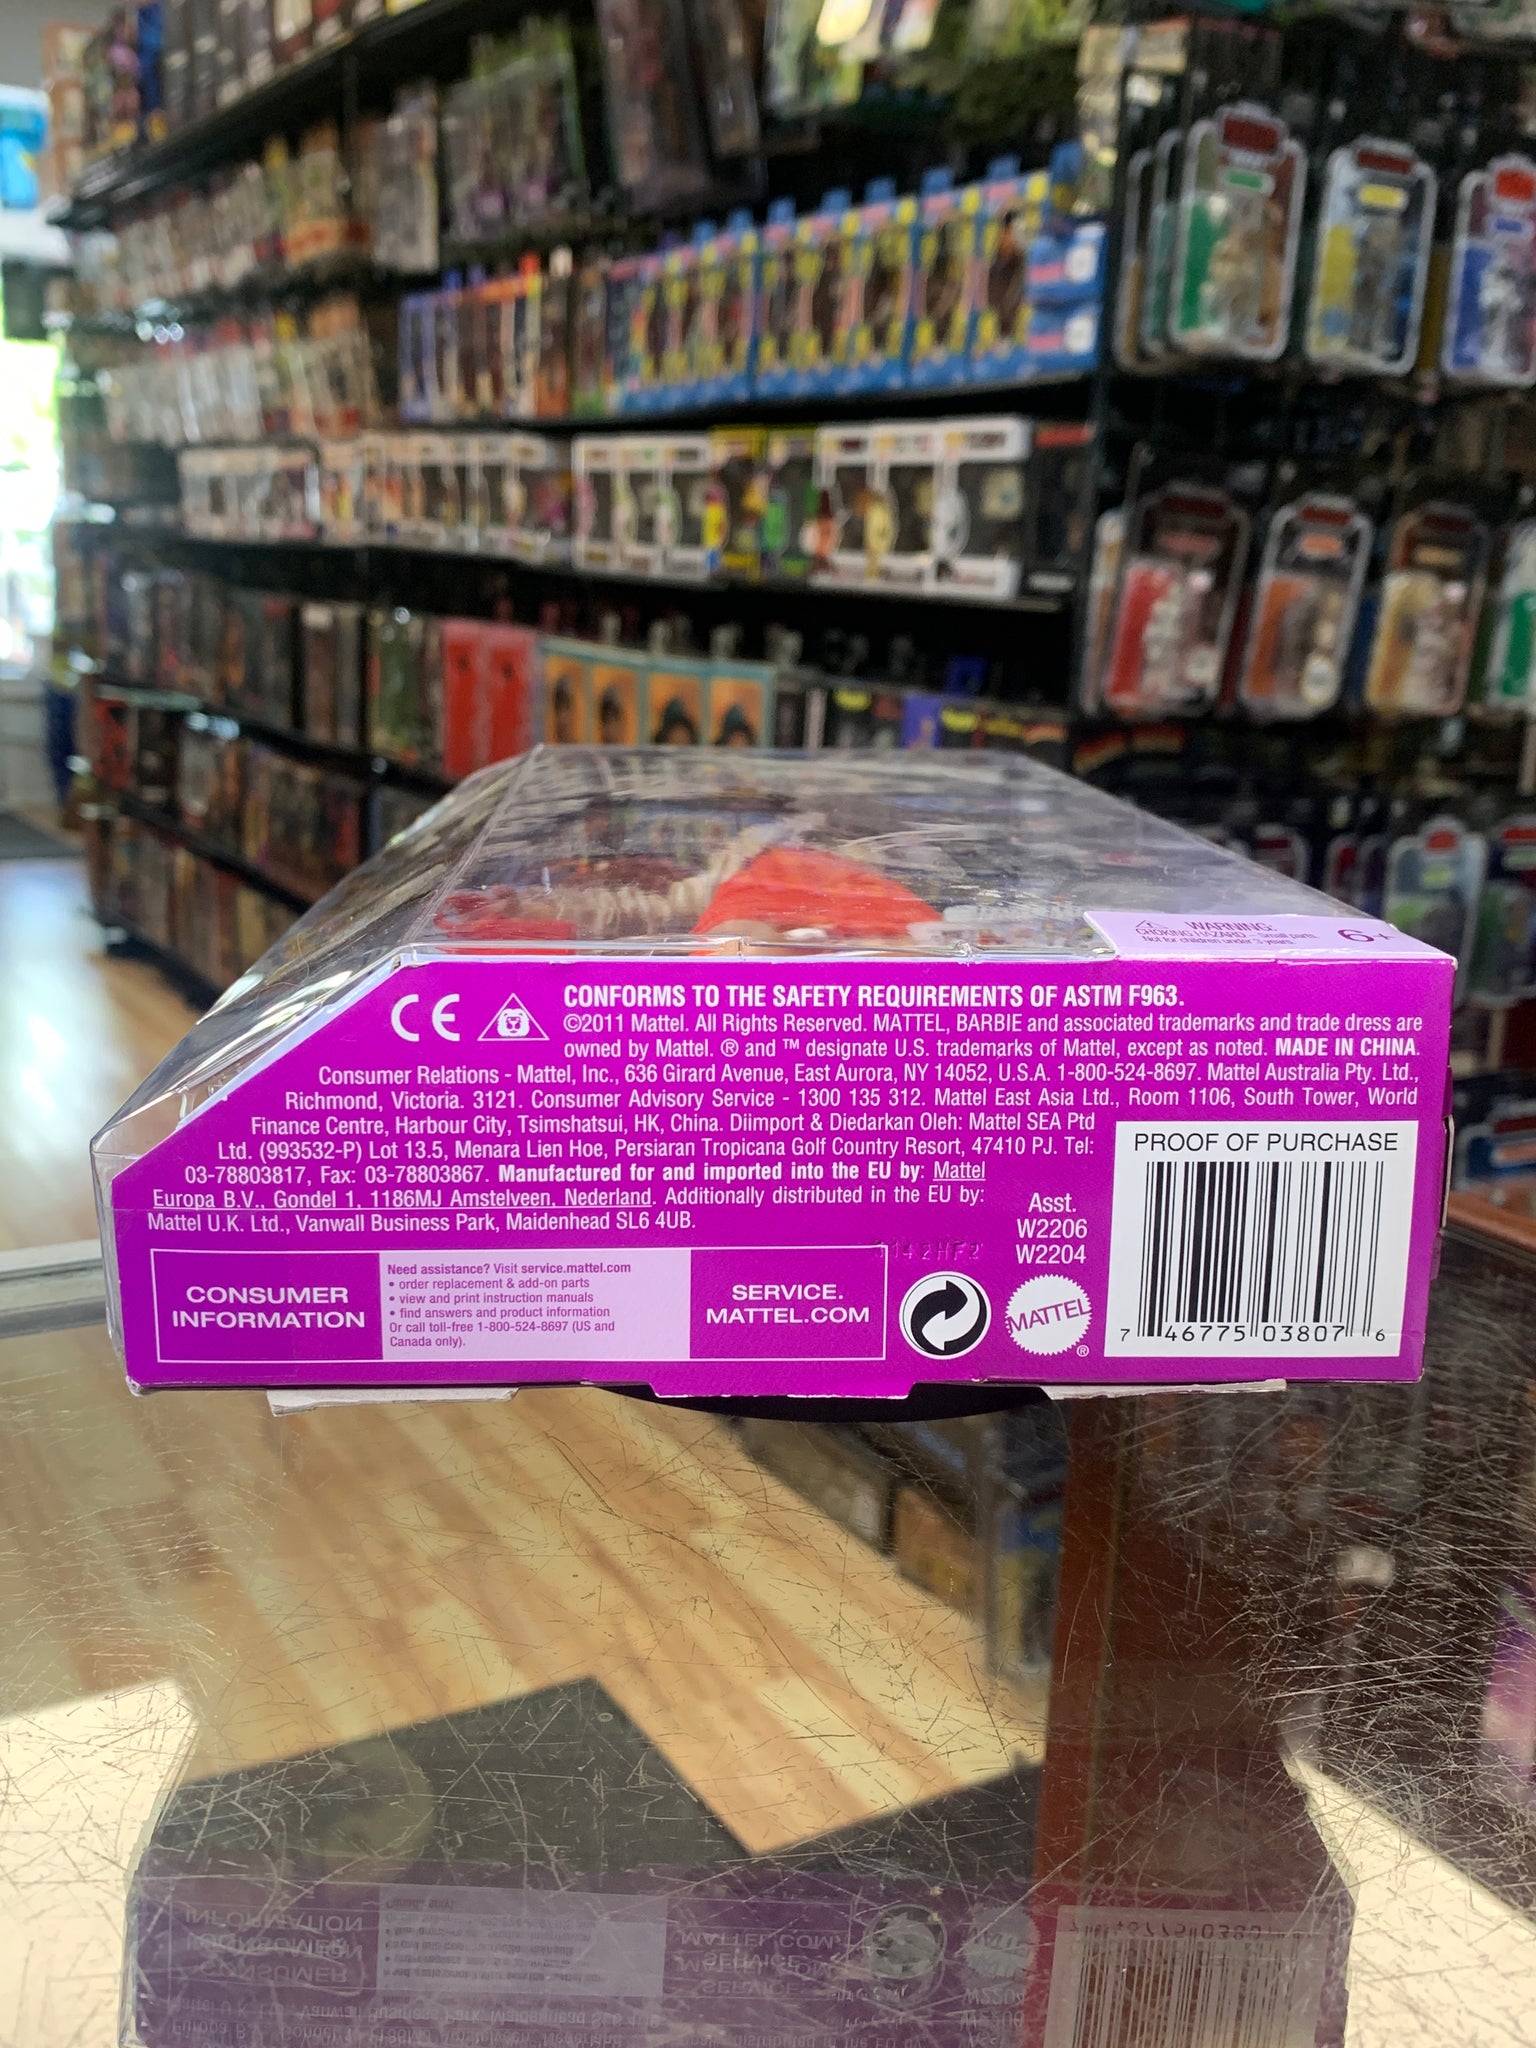 WARNING:
CHOKING HAZARD – Small parts.
Not for children under 3 years.
6+
CE
CONFORMS TO THE SAFETY REQUIREMENTS OF ASTM F963.
©2011 Mattel. All Rights Reserved. MATTEL, BARBIE and associated trademarks and trade dress are
owned by Mattel. ® and ™ designate U.S. trademarks of Mattel, except as noted. MADE IN CHINA.
Consumer Relations - Mattel, Inc., 636 Girard Avenue, East Aurora, NY 14052, U.S.A. 1-800-524-8697. Mattel Australia Pty. Ltd.,
Richmond, Victoria. 3121. Consumer Advisory Service - 1300 135 312. Mattel East Asia Ltd., Room 1106, South Tower, World
Finance Centre, Harbour City, Tsimshatsui, HK, China. Diimport & Diedarkan Oleh: Mattel SEA Ptd
Ltd. (993532-P) Lot 13.5, Menara Lien Hoe, Persiaran Tropicana Golf Country Resort, 47410 PJ. Tel:
03-78803817, Fax: 03-78803867. Manufactured for and imported into the EU by: Mattel
Europa B.V., Gondel 1, 1186MJ Amstelveen, Nederland. Additionally distributed in the EU by:
Mattel U.K. Ltd., Vanwall Business Park, Maidenhead SL6 4UB.
Asst.
W2206
W2204
PROOF OF PURCHASE
7 46775 03807 6
CONSUMER
INFORMATION
Need assistance? Visit service.mattel.com
• order replacement & add-on parts
• view and print instruction manuals
• find answers and product information
Or call toll-free 1-800-524-8697 (US and
Canada only).
SERVICE.
MATTEL.COM
MATTEL®